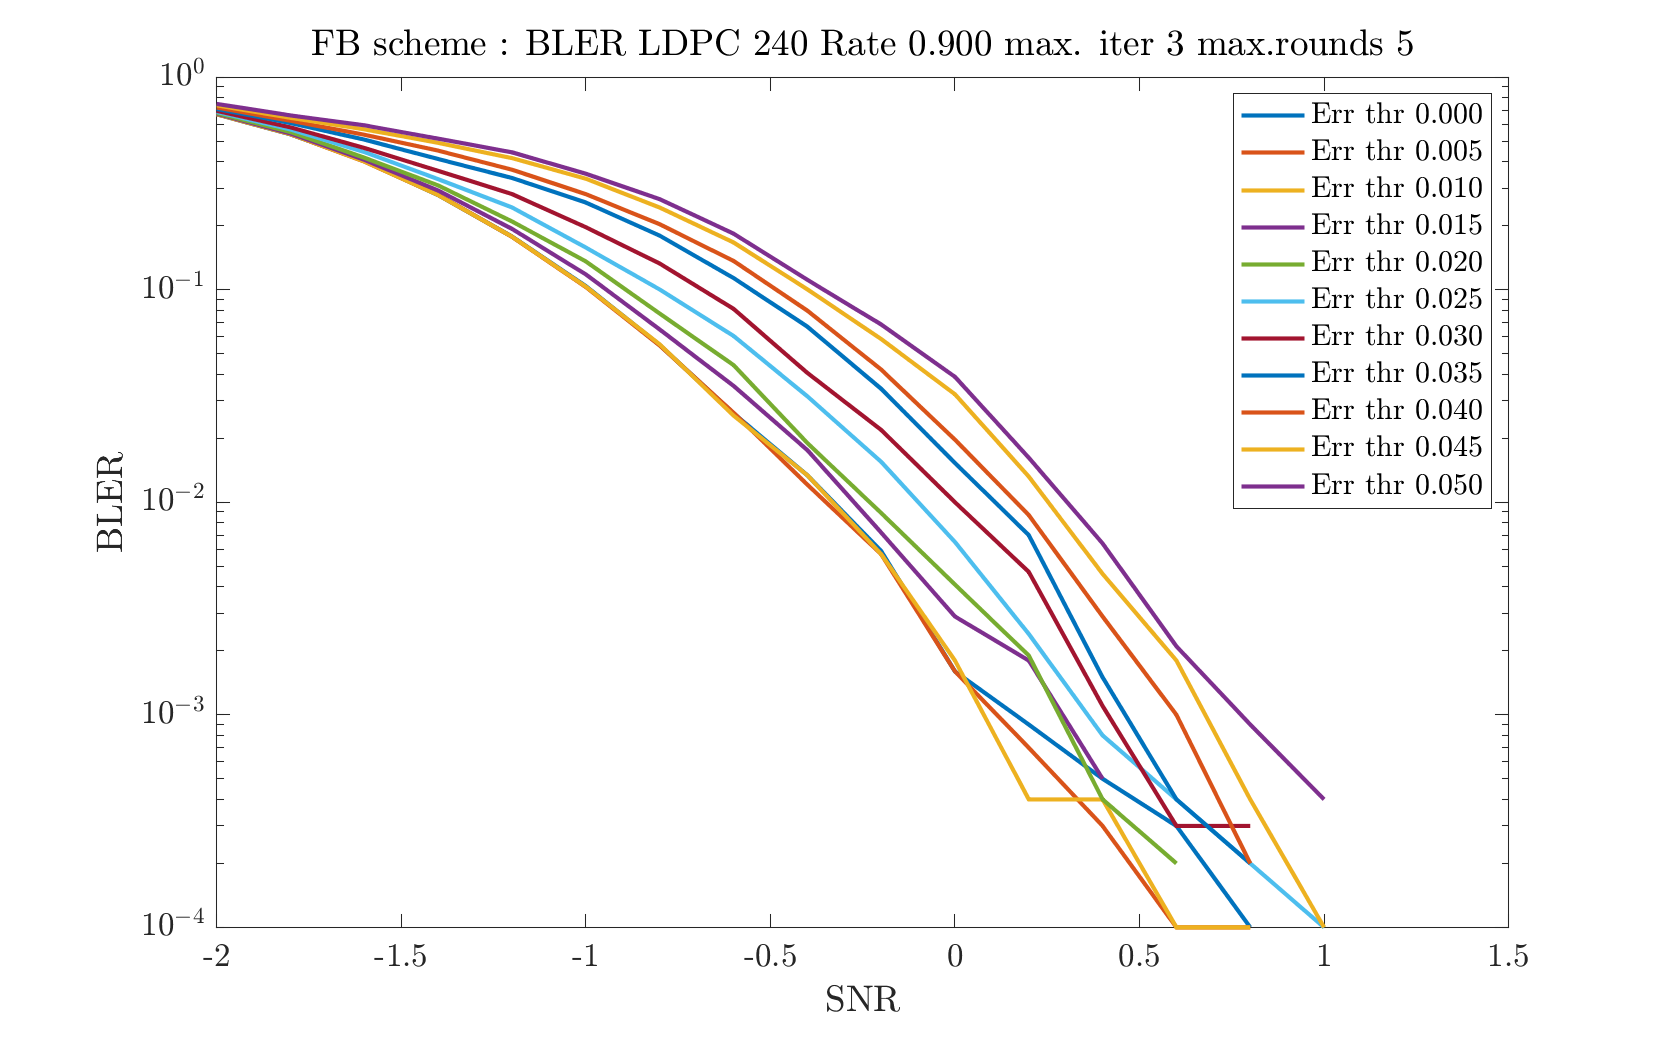 FB scheme : BLER LDPC 240 Rate 0.900 max. iter 3 max.rounds 5
10^0
10^-1
10^-2
10^-3
10^-4
BLER
-2 -1.5 -1 -0.5 0 0.5 1 1.5
SNR
Err thr 0.000
Err thr 0.005
Err thr 0.010
Err thr 0.015
Err thr 0.020
Err thr 0.025
Err thr 0.030
Err thr 0.035
Err thr 0.040
Err thr 0.045
Err thr 0.050